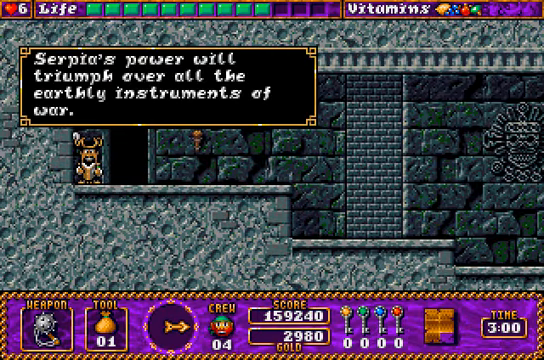 6 Life Vitamins
Serpia's power will
triumph over all the
earthly instruments of
war.
WEAPON TOOL CREW SCORE TIME
159240
3:00
01 04 2980 0 0 0 0
GOLD